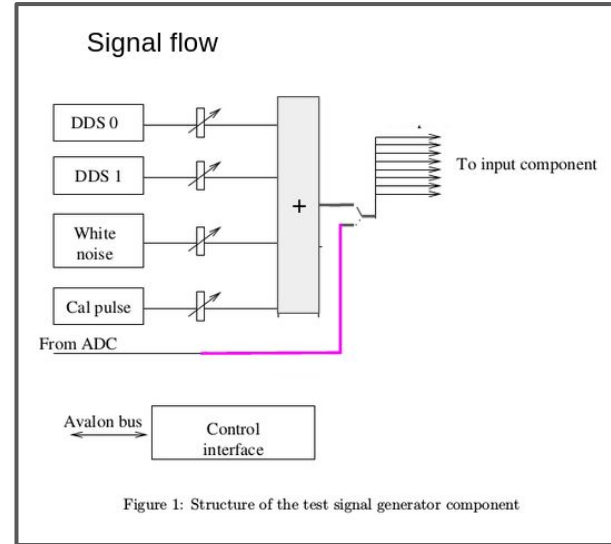 Signal flow
DDS 0
DDS 1
White
noise
Cal pulse
From ADC
+
To input component
Avalon bus
Control
interface
Figure 1: Structure of the test signal generator component